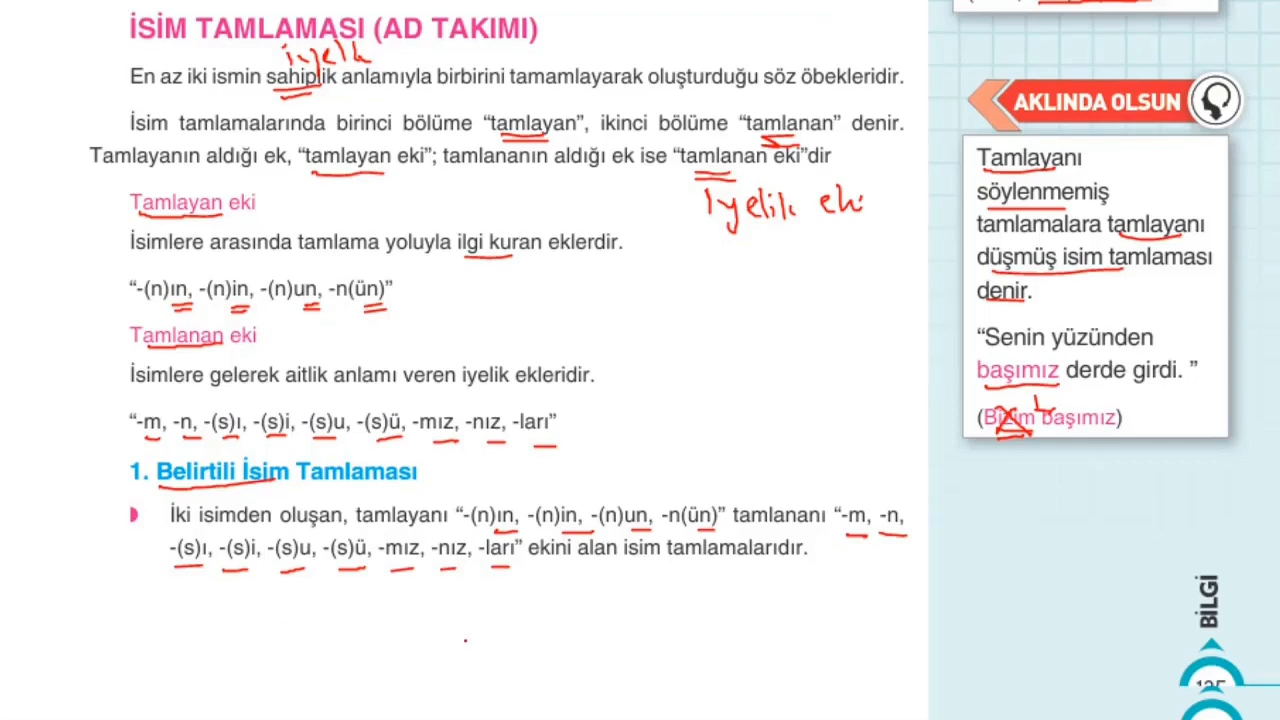 İSİM TAMLAMASI (AD TAKIMI)
iyelik
En az iki ismin sahiplik anlamıyla birbirini tamamlayarak oluşturduğu söz öbekleridir.
İsim tamlamalarında birinci bölüme “tamlayan”, ikinci bölüme “tamlanan” denir.
Tamlayanın aldığı ek, “tamlayan eki”; tamlananın aldığı ek ise “tamlanan eki”dir
İyelik eki
Tamlayan eki
İsimlere arasında tamlama yoluyla ilgi kuran eklerdir.
“-(n)ın, -(n)in, -(n)un, -n(ün)”
Tamlanan eki
İsimlere gelerek aitlik anlamı veren iyelik ekleridir.
“-m, -n, -(s)ı, -(s)i, -(s)u, -(s)ü, -mız, -nız, -ları”
1. Belirtili İsim Tamlaması
İki isimden oluşan, tamlayanı “-(n)ın, -(n)in, -(n)un, -n(ün)” tamlananı “-m, -n,
-(s)ı, -(s)i, -(s)u, -(s)ü, -mız, -nız, -ları” ekini alan isim tamlamalarıdır.
AKLINDA OLSUN
Tamlayanı
söylenmemiş
tamlamalara tamlayanı
düşmüş isim tamlaması
denir.
“Senin yüzünden
başımız derde girdi. ”
(Bizim başımız)
BİLGİ